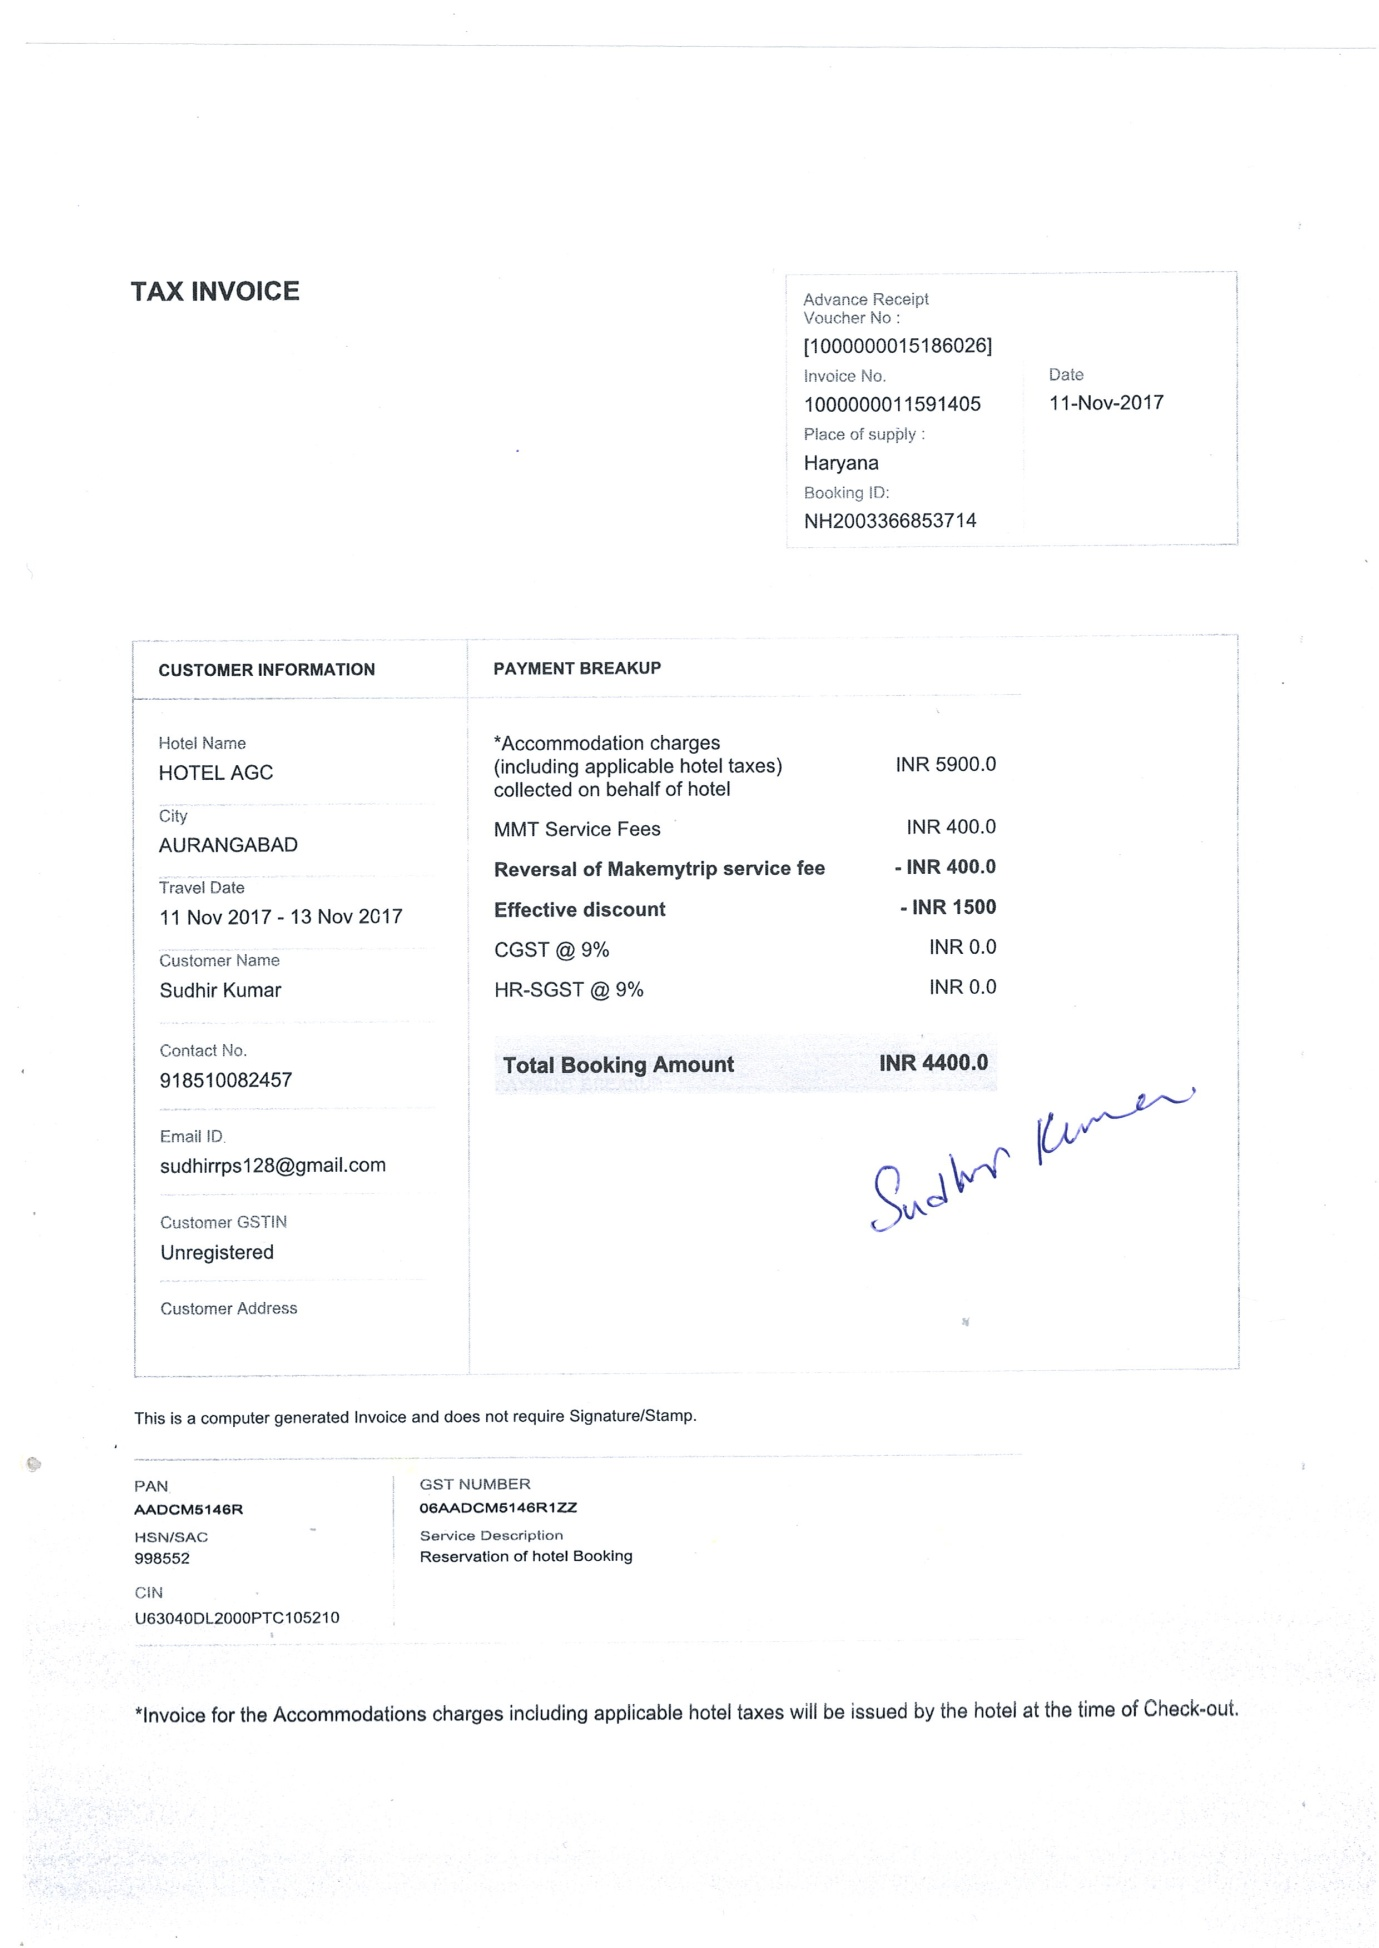 TAX INVOICE
Advance Receipt
Voucher No :
[1000000015186026]
Invoice No.
1000000011591405
Date
11-Nov-2017
Place of supply :
Haryana
Booking ID:
NH2003366853714
CUSTOMER INFORMATION
Hotel Name
HOTEL AGC
City
AURANGABAD
Travel Date
11 Nov 2017 - 13 Nov 2017
Customer Name
Sudhir Kumar
Contact No.
918510082457
Email ID.
sudhirrps128@gmail.com
Customer GSTIN
Unregistered
Customer Address
PAYMENT BREAKUP
*Accommodation charges
(including applicable hotel taxes) INR 5900.0
collected on behalf of hotel
MMT Service Fees INR 400.0
Reversal of Makemytrip service fee - INR 400.0
Effective discount - INR 1500
CGST @ 9% INR 0.0
HR-SGST @ 9% INR 0.0
Total Booking Amount INR 4400.0
Sudhir Kumar
This is a computer generated Invoice and does not require Signature/Stamp.
PAN
AADCM5146R
HSN/SAC
998552
CIN
U63040DL2000PTC105210
GST NUMBER
06AADCM5146R1ZZ
Service Description
Reservation of hotel Booking
*Invoice for the Accommodations charges including applicable hotel taxes will be issued by the hotel at the time of Check-out.